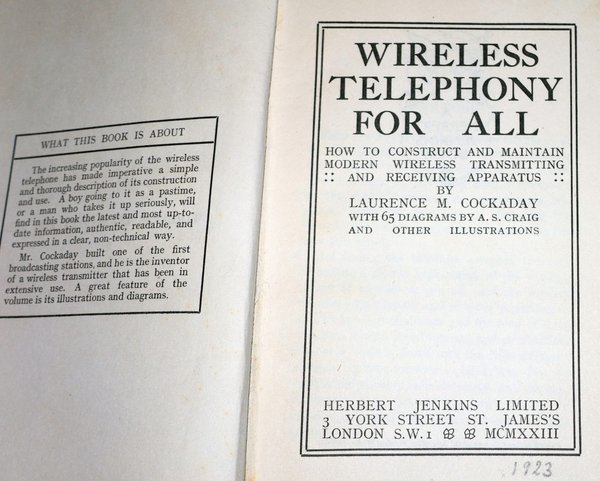 WHAT THIS BOOK IS ABOUT
The increasing popularity of the wireless
telephone has made imperative a simple
and thorough description of its construction
and use. A boy going to it as a pastime,
or a man who takes it up seriously, will
find in this book the latest and most up-to-
date information, authentic, readable, and
expressed in a clear, non-technical way.
Mr. Cockaday built one of the first
broadcasting stations, and he is the inventor
of a wireless transmitter that has been in
extensive use. A great feature of the
volume is its illustrations and diagrams.
WIRELESS
TELEPHONY
FOR ALL
HOW TO CONSTRUCT AND MAINTAIN
MODERN WIRELESS TRANSMITTING
:: AND RECEIVING APPARATUS ::
BY
LAURENCE M. COCKADAY
WITH 65 DIAGRAMS BY A. S. CRAIG
AND OTHER ILLUSTRATIONS
HERBERT JENKINS LIMITED
3 YORK STREET ST. JAMES'S
LONDON S.W.1 MCMXXIII
1923